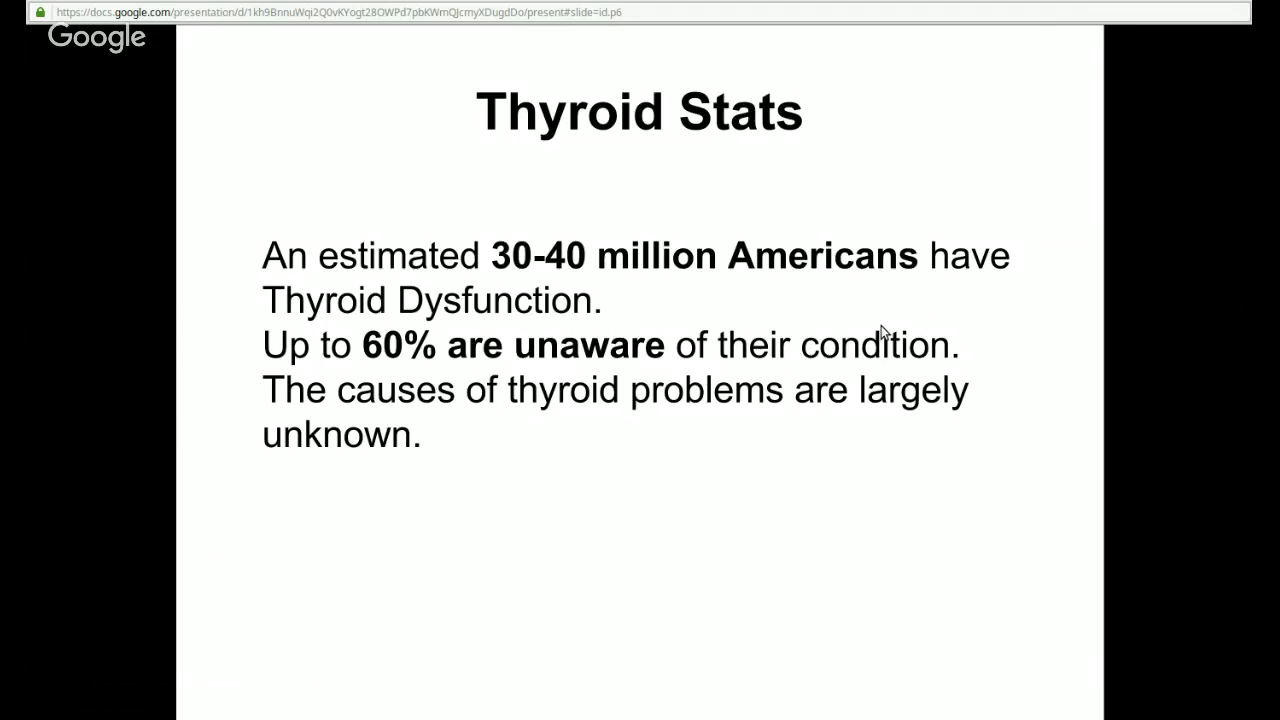 https://docs.google.com/presentation/d/1kh9BnnuWqi2Q0vKYogt28OWPd7pbKWmQJcmyXDugdDo/present#slide=id.p6
Google
Thyroid Stats
An estimated 30-40 million Americans have
Thyroid Dysfunction.
Up to 60% are unaware of their condition.
The causes of thyroid problems are largely
unknown.